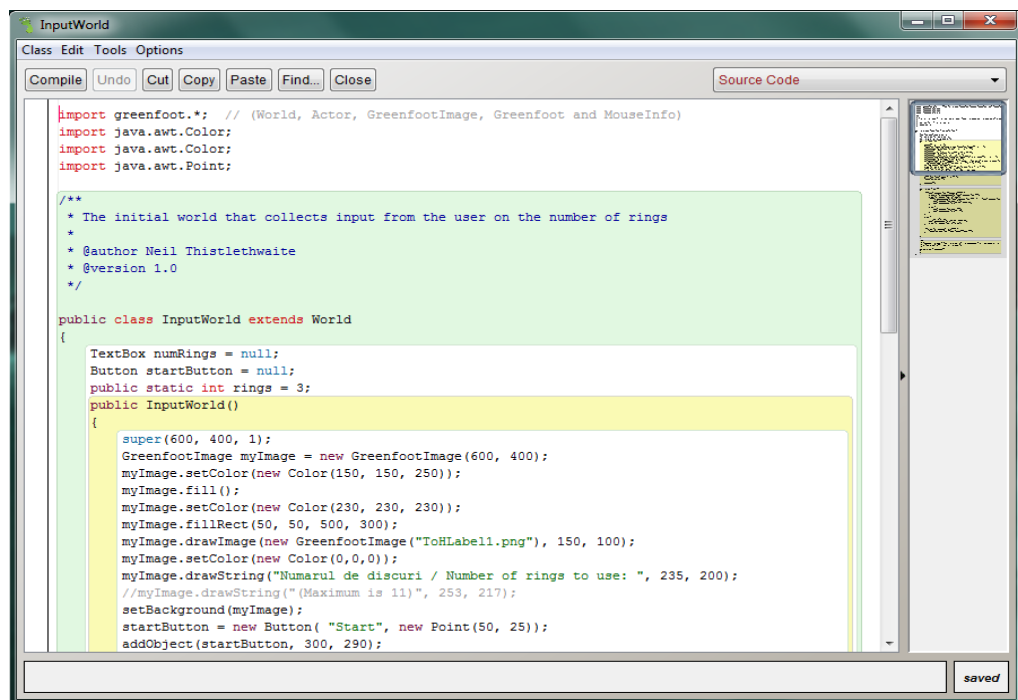 InputWorld
Class Edit Tools Options
Compile Undo Cut Copy Paste Find... Close Source Code
import greenfoot.*;  // (World, Actor, GreenfootImage, Greenfoot and MouseInfo)
import java.awt.Color;
import java.awt.Color;
import java.awt.Point;
/**
 * The initial world that collects input from the user on the number of rings
 *
 * @author Neil Thistlethwaite
 * @version 1.0
 */
public class InputWorld extends World
{
    TextBox numRings = null;
    Button startButton = null;
    public static int rings = 3;
    public InputWorld()
    {
        super(600, 400, 1);
        GreenfootImage myImage = new GreenfootImage(600, 400);
        myImage.setColor(new Color(150, 150, 250));
        myImage.fill();
        myImage.setColor(new Color(230, 230, 230));
        myImage.fillRect(50, 50, 500, 300);
        myImage.drawImage(new GreenfootImage("ToHLabel1.png"), 150, 100);
        myImage.setColor(new Color(0,0,0));
        myImage.drawString("Numarul de discuri / Number of rings to use: ", 235, 200);
        //myImage.drawString("(Maximum is 11)", 253, 217);
        setBackground(myImage);
        startButton = new Button( "Start", new Point(50, 25));
        addObject(startButton, 300, 290);
saved